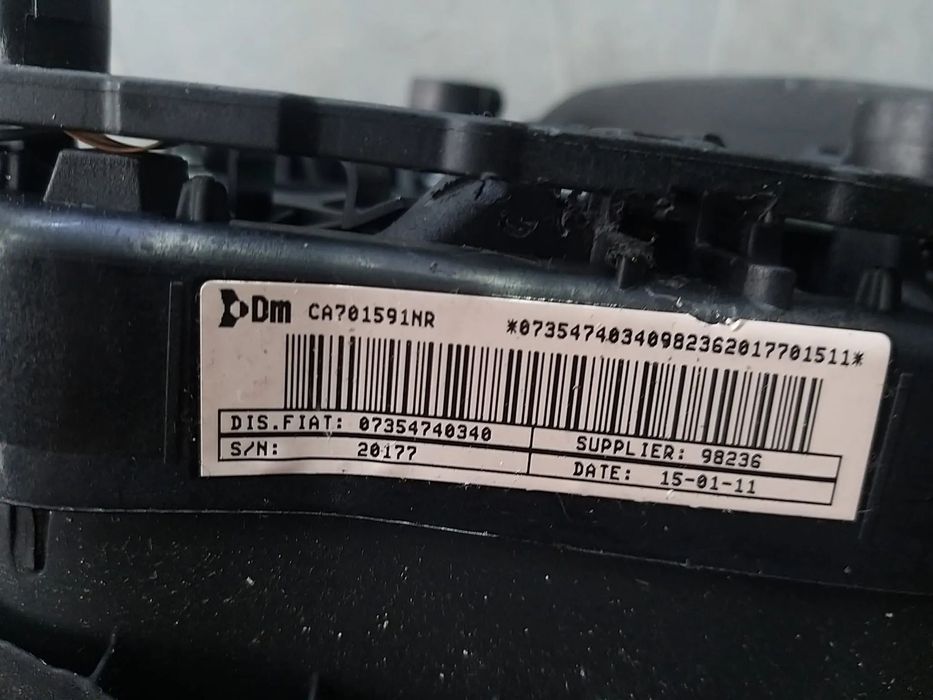 Dm CA701591NR *07354740340982362017701511*
DIS.FIAT: 07354740340 SUPPLIER: 98236
S/N: 20177 DATE: 15-01-11